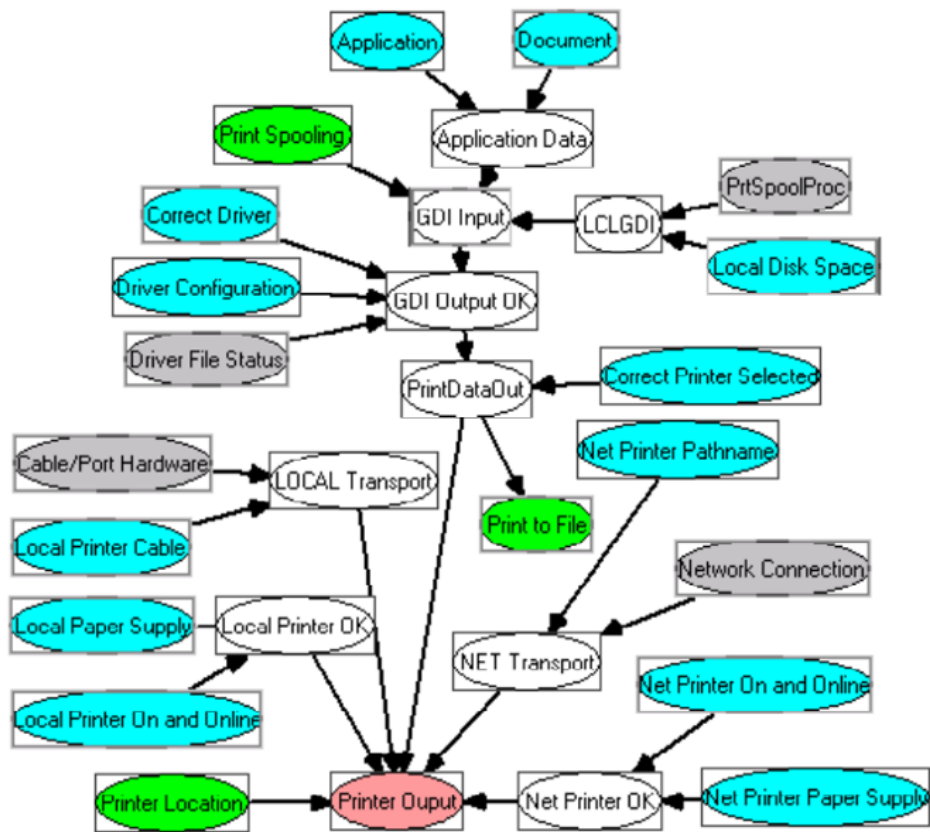 Application
Document
Print Spooling
Application Data
Correct Driver
GDI Input
LCLGDI
PrtSpoolProc
Local Disk Space
Driver Configuration
GDI Output OK
Driver File Status
PrintDataOut
Correct Printer Selected
Cable/Port Hardware
LOCAL Transport
Net Printer Pathname
Local Printer Cable
Print to File
Network Connection
Local Paper Supply
Local Printer OK
NET Transport
Net Printer On and Online
Local Printer On and Online
Printer Location
Printer Ouput
Net Printer OK
Net Printer Paper Supply